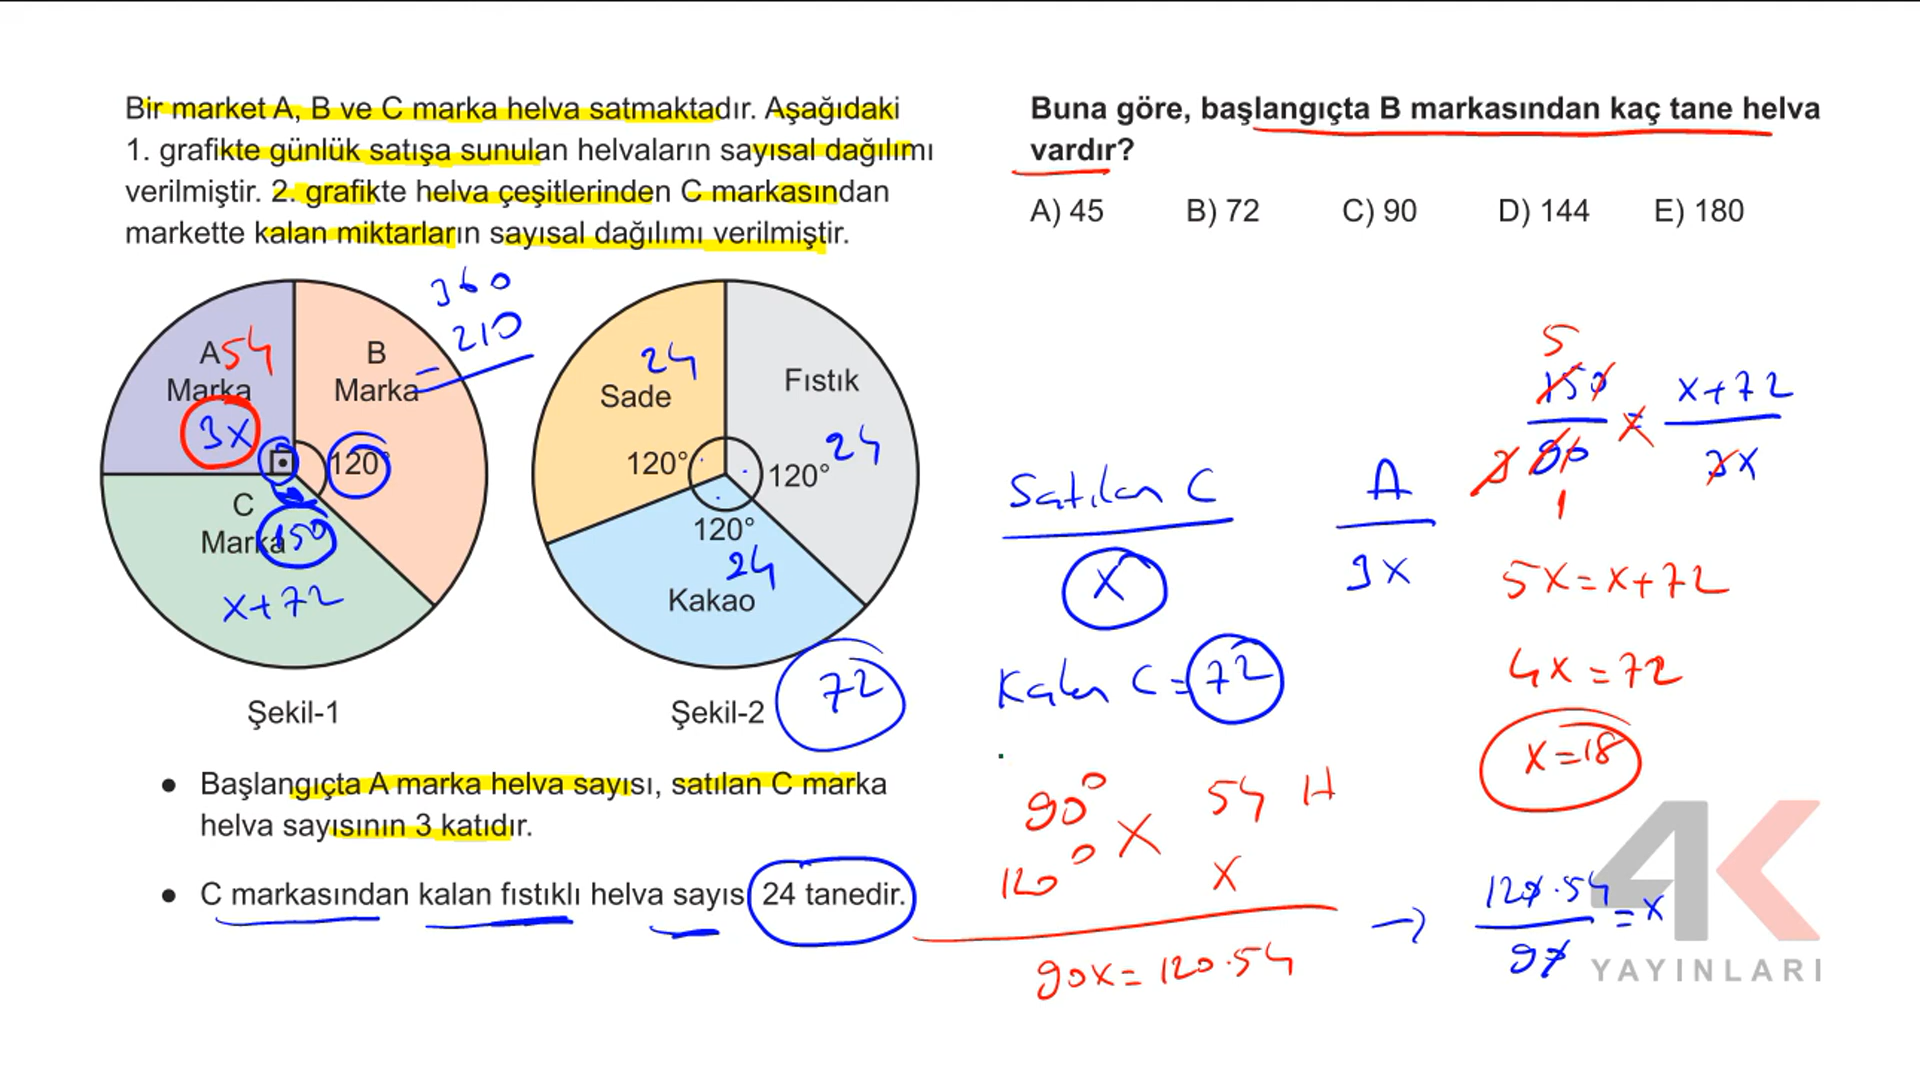 Bir market A, B ve C marka helva satmaktadır. Aşağıdaki
1. grafikte günlük satışa sunulan helvaların sayısal dağılımı
verilmiştir. 2. grafikte helva çeşitlerinden C markasından
markette kalan miktarların sayısal dağılımı verilmiştir.
360
210
A 54
Marka
3x
B
Marka
120°
C
Marka 150
x+72
Şekil-1
24
Sade
Fıstık
24
120°
120°
120°
24
Kakao
72
Şekil-2
• Başlangıçta A marka helva sayısı, satılan C marka
helva sayısının 3 katıdır.
• C markasından kalan fıstıklı helva sayıs 24 tanedir.
Buna göre, başlangıçta B markasından kaç tane helva
vardır?
A) 45 B) 72 C) 90 D) 144 E) 180
Satılan C
x
A
3x
Kalan C = 72
5
150 = x+72
90 3x
1
5x = x+72
4x = 72
x = 18
90° 54 H
120° x
90x = 120.54
→ 120.54 = x
90
4K
YAYINLARI